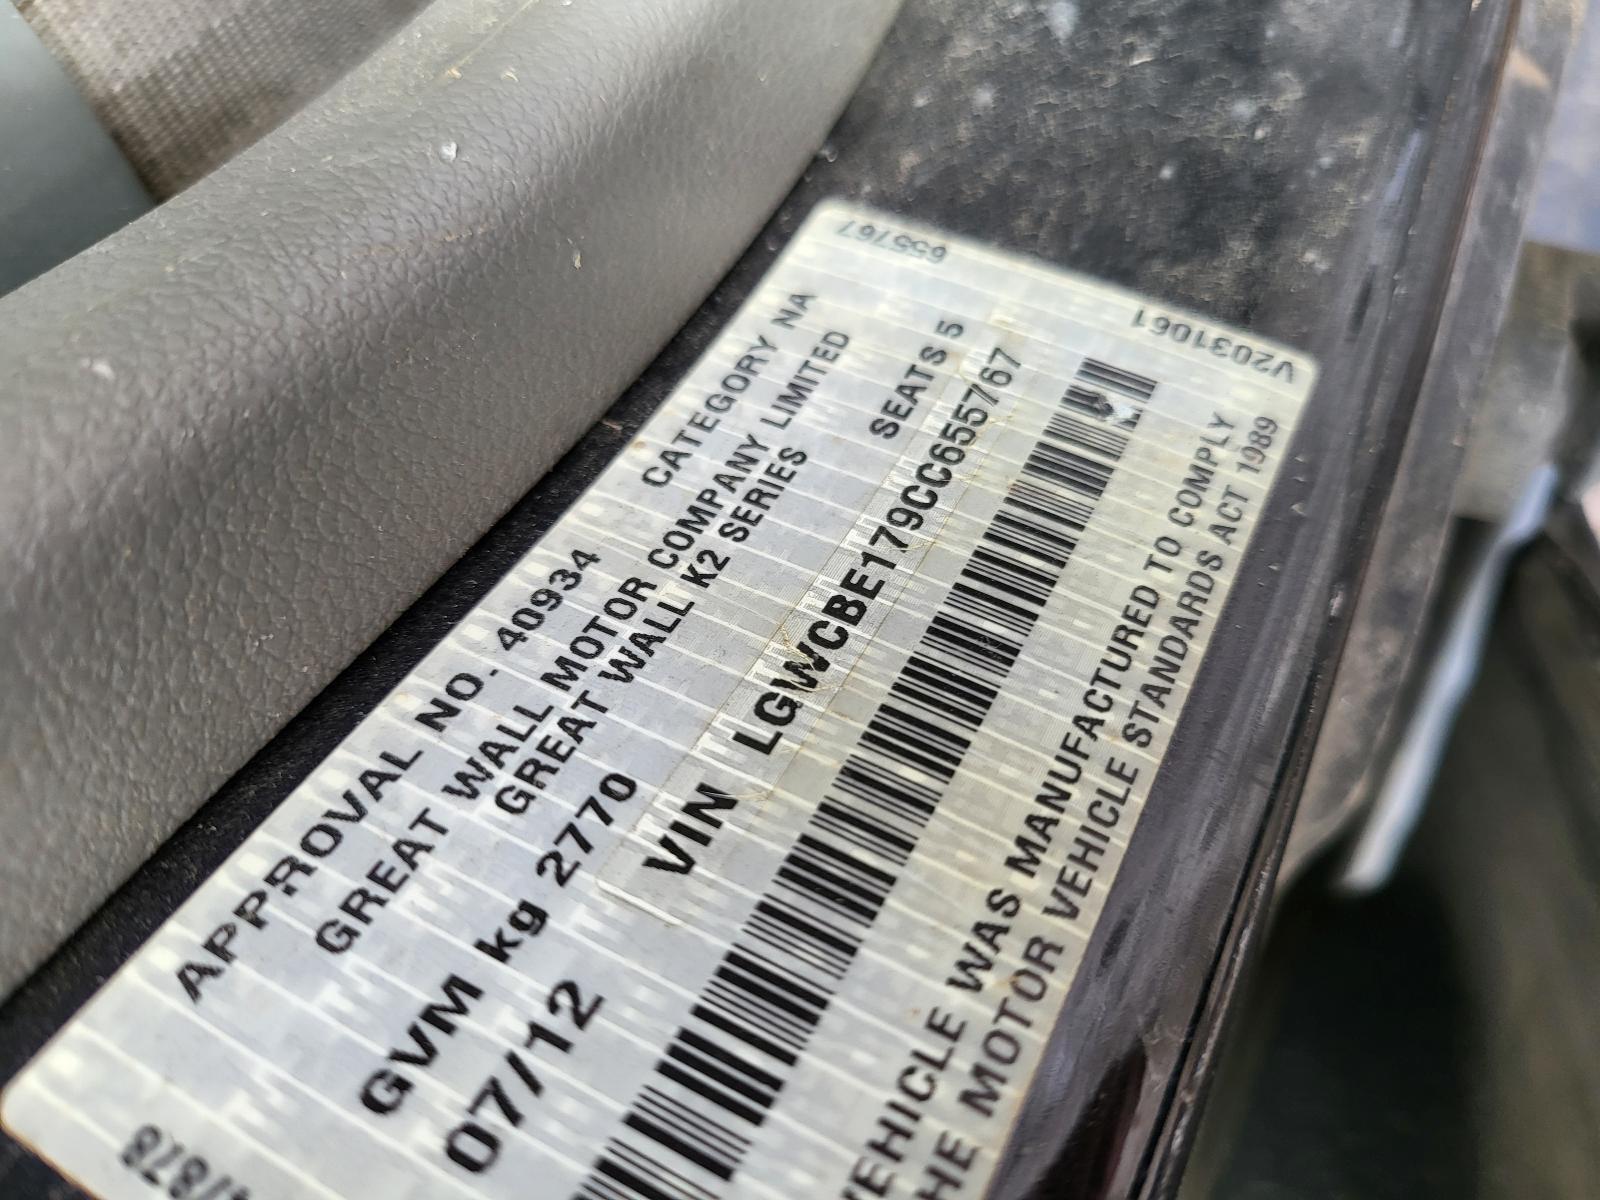 655767
V2031061
APPROVAL NO. 40934 CATEGORY NA
GREAT WALL MOTOR COMPANY LIMITED
GREAT WALL K2 SERIES
GVM kg 2770 SEATS 5
07/12 VIN LGWCBE179CC655767
VEHICLE WAS MANUFACTURED TO COMPLY
THE MOTOR VEHICLE STANDARDS ACT 1989